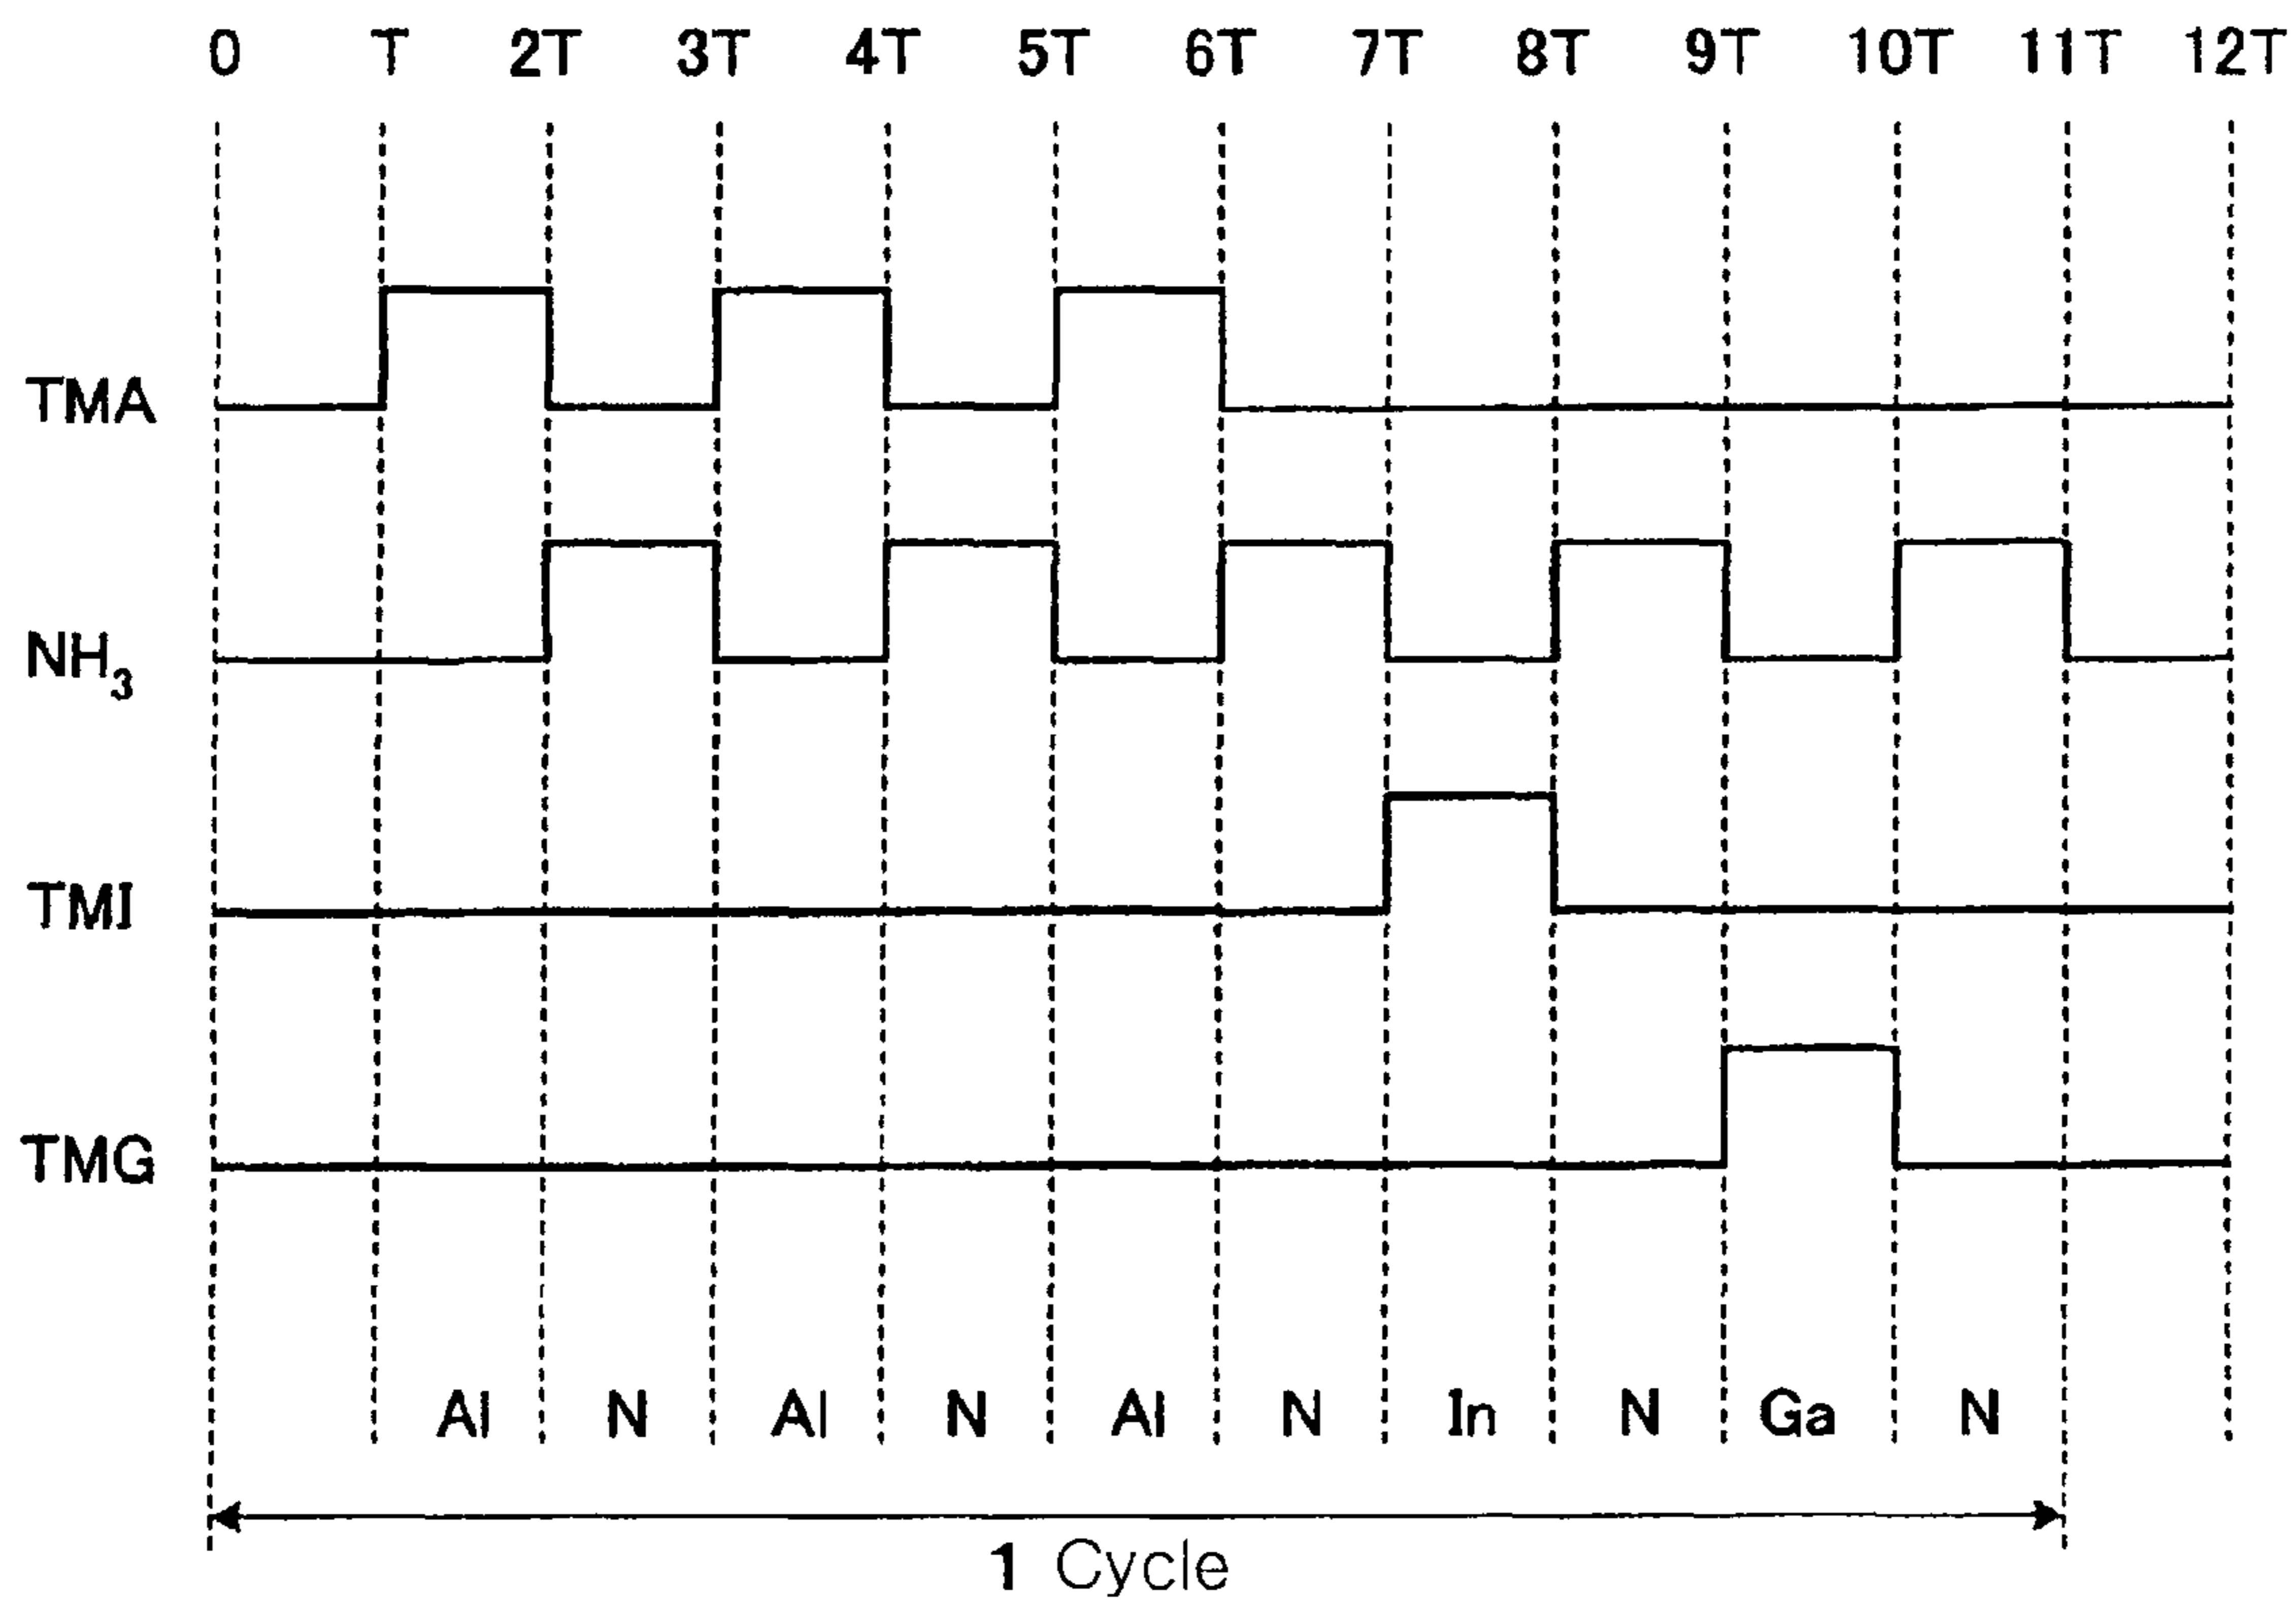 0 T 2T 3T 4T 5T 6T 7T 8T 9T 10T 11T 12T
TMA
NH₃
TMI
TMG
Al N Al N Al N In N Ga N
1 Cycle